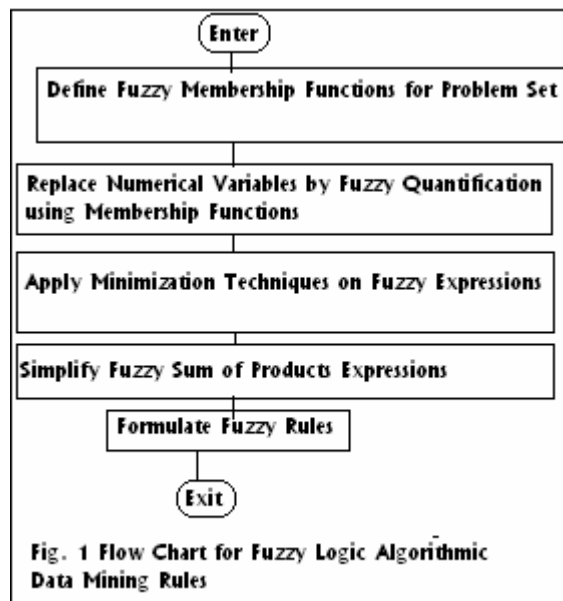 Enter
Define Fuzzy Membership Functions for Problem Set
Replace Numerical Variables by Fuzzy Quantification
using Membership Functions
Apply Minimization Techniques on Fuzzy Expressions
Simplify Fuzzy Sum of Products Expressions
Formulate Fuzzy Rules
Exit
Fig. 1 Flow Chart for Fuzzy Logic Algorithmic
Data Mining Rules